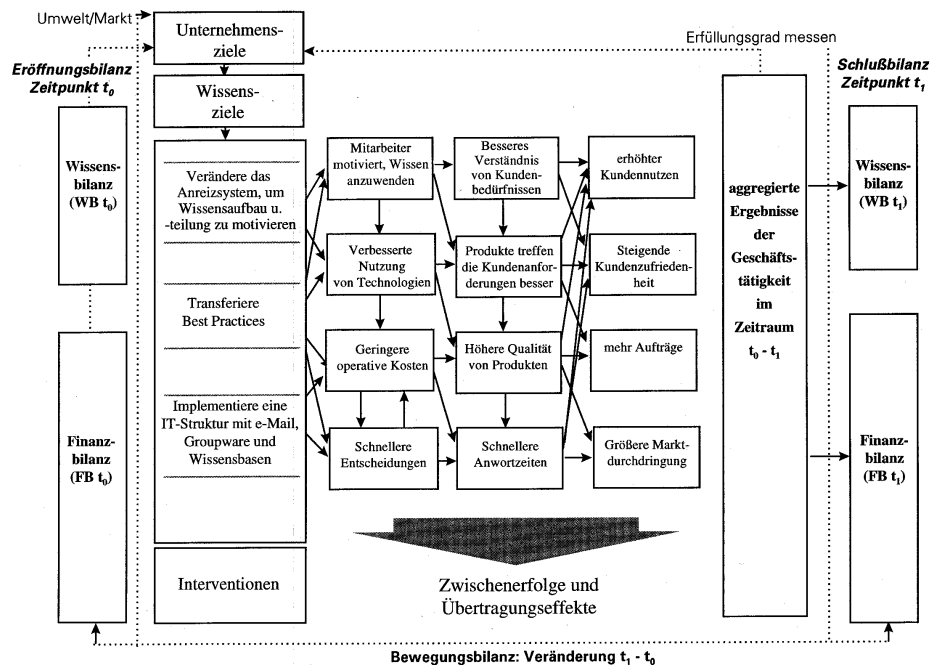 Umwelt/Markt
Unternehmens-
ziele
Erfüllungsgrad messen
Eröffnungsbilanz
Zeitpunkt t0
Schlußbilanz
Zeitpunkt t1
Wissens-
ziele
Wissens-
bilanz
(WB t0)
Finanz-
bilanz
(FB t0)
Verändere das
Anreizsystem, um
Wissensaufbau u.
-teilung zu motivieren
Transferiere
Best Practices
Implementiere eine
IT-Struktur mit e-Mail,
Groupware und
Wissensbasen
Interventionen
Mitarbeiter
motiviert, Wissen
anzuwenden
Verbesserte
Nutzung
von Technologien
Geringere
operative Kosten
Schnellere
Entscheidungen
Besseres
Verständnis
von Kunden-
bedürfnissen
Produkte treffen
die Kundenanfor-
derungen besser
Höhere Qualität
von Produkten
Schnellere
Anwortzeiten
erhöhter
Kundennutzen
Steigende
Kundenzufrieden-
heit
mehr Aufträge
Größere Markt-
durchdringung
Zwischenerfolge und
Übertragungseffekte
aggregierte
Ergebnisse
der
Geschäfts-
tätigkeit
im
Zeitraum
t0 - t1
Wissens-
bilanz
(WB t1)
Finanz-
bilanz
(FB t1)
Bewegungsbilanz: Veränderung t1 - t0